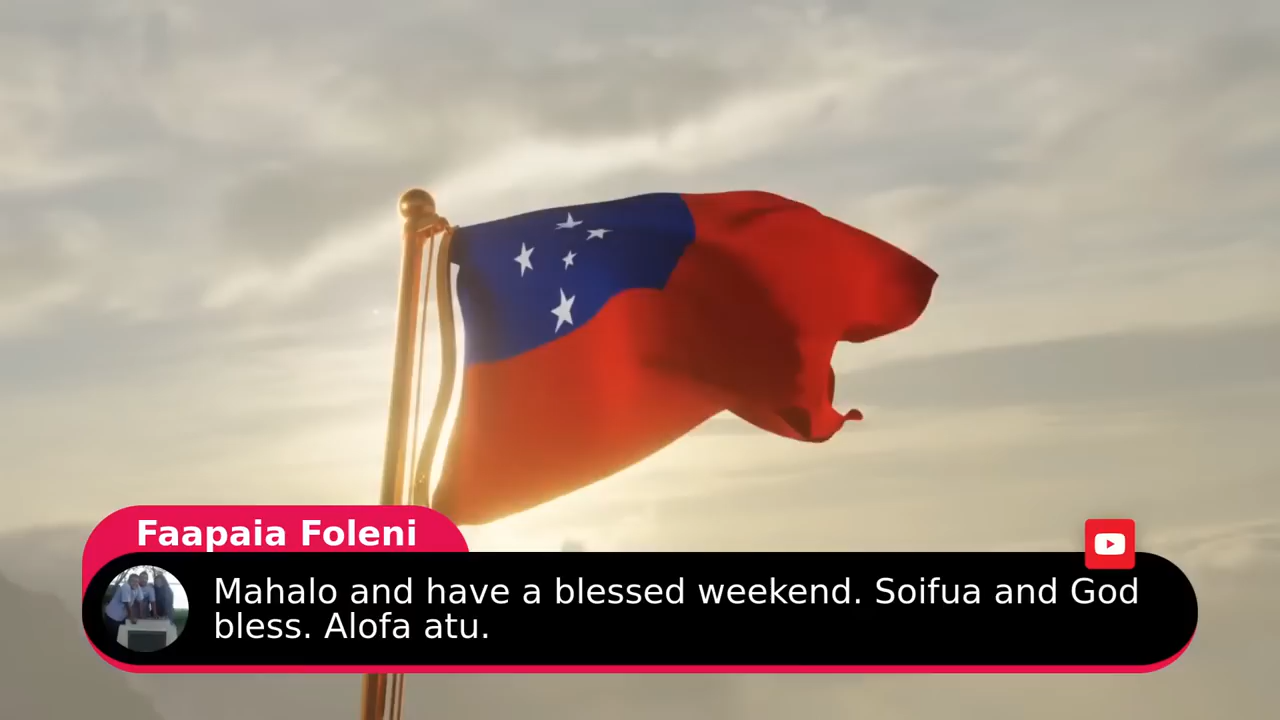 Faapaia Foleni
Mahalo and have a blessed weekend. Soifua and God
bless. Alofa atu.